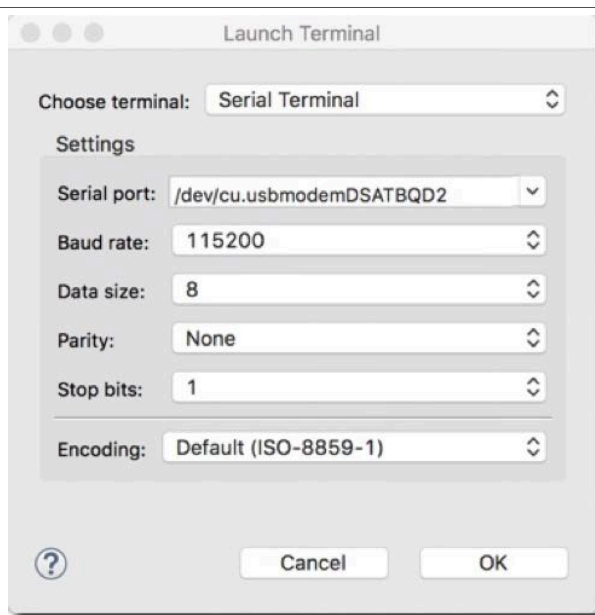 Launch Terminal
Choose terminal: Serial Terminal
Settings
Serial port: /dev/cu.usbmodemDSATBQD2
Baud rate: 115200
Data size: 8
Parity: None
Stop bits: 1
Encoding: Default (ISO-8859-1)
? Cancel OK